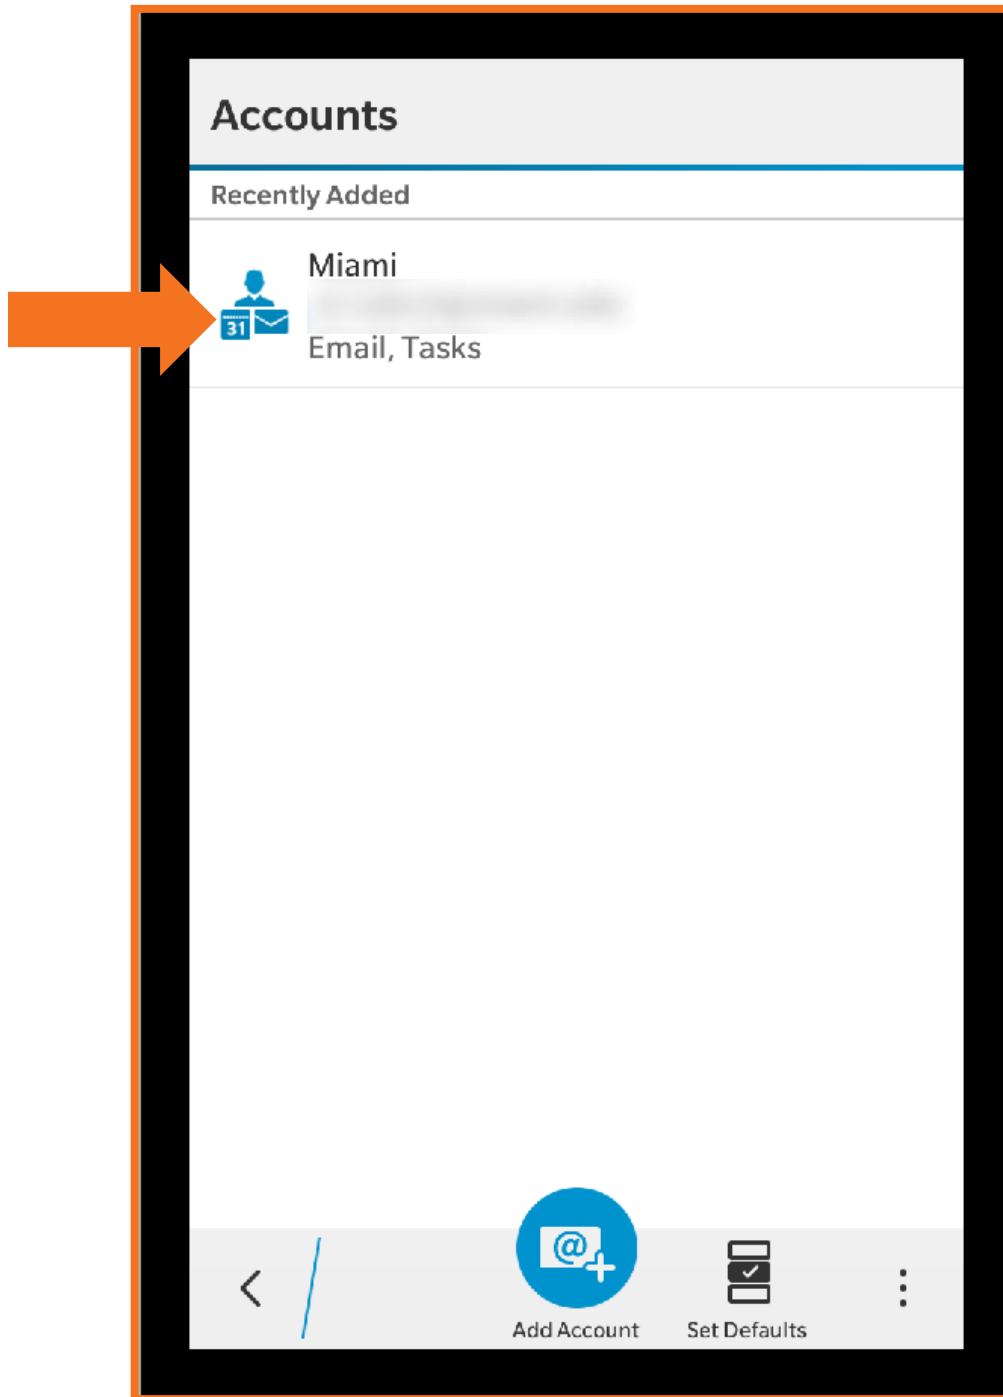 Accounts
Recently Added
Miami
Email, Tasks
31
@
Add Account
Set Defaults